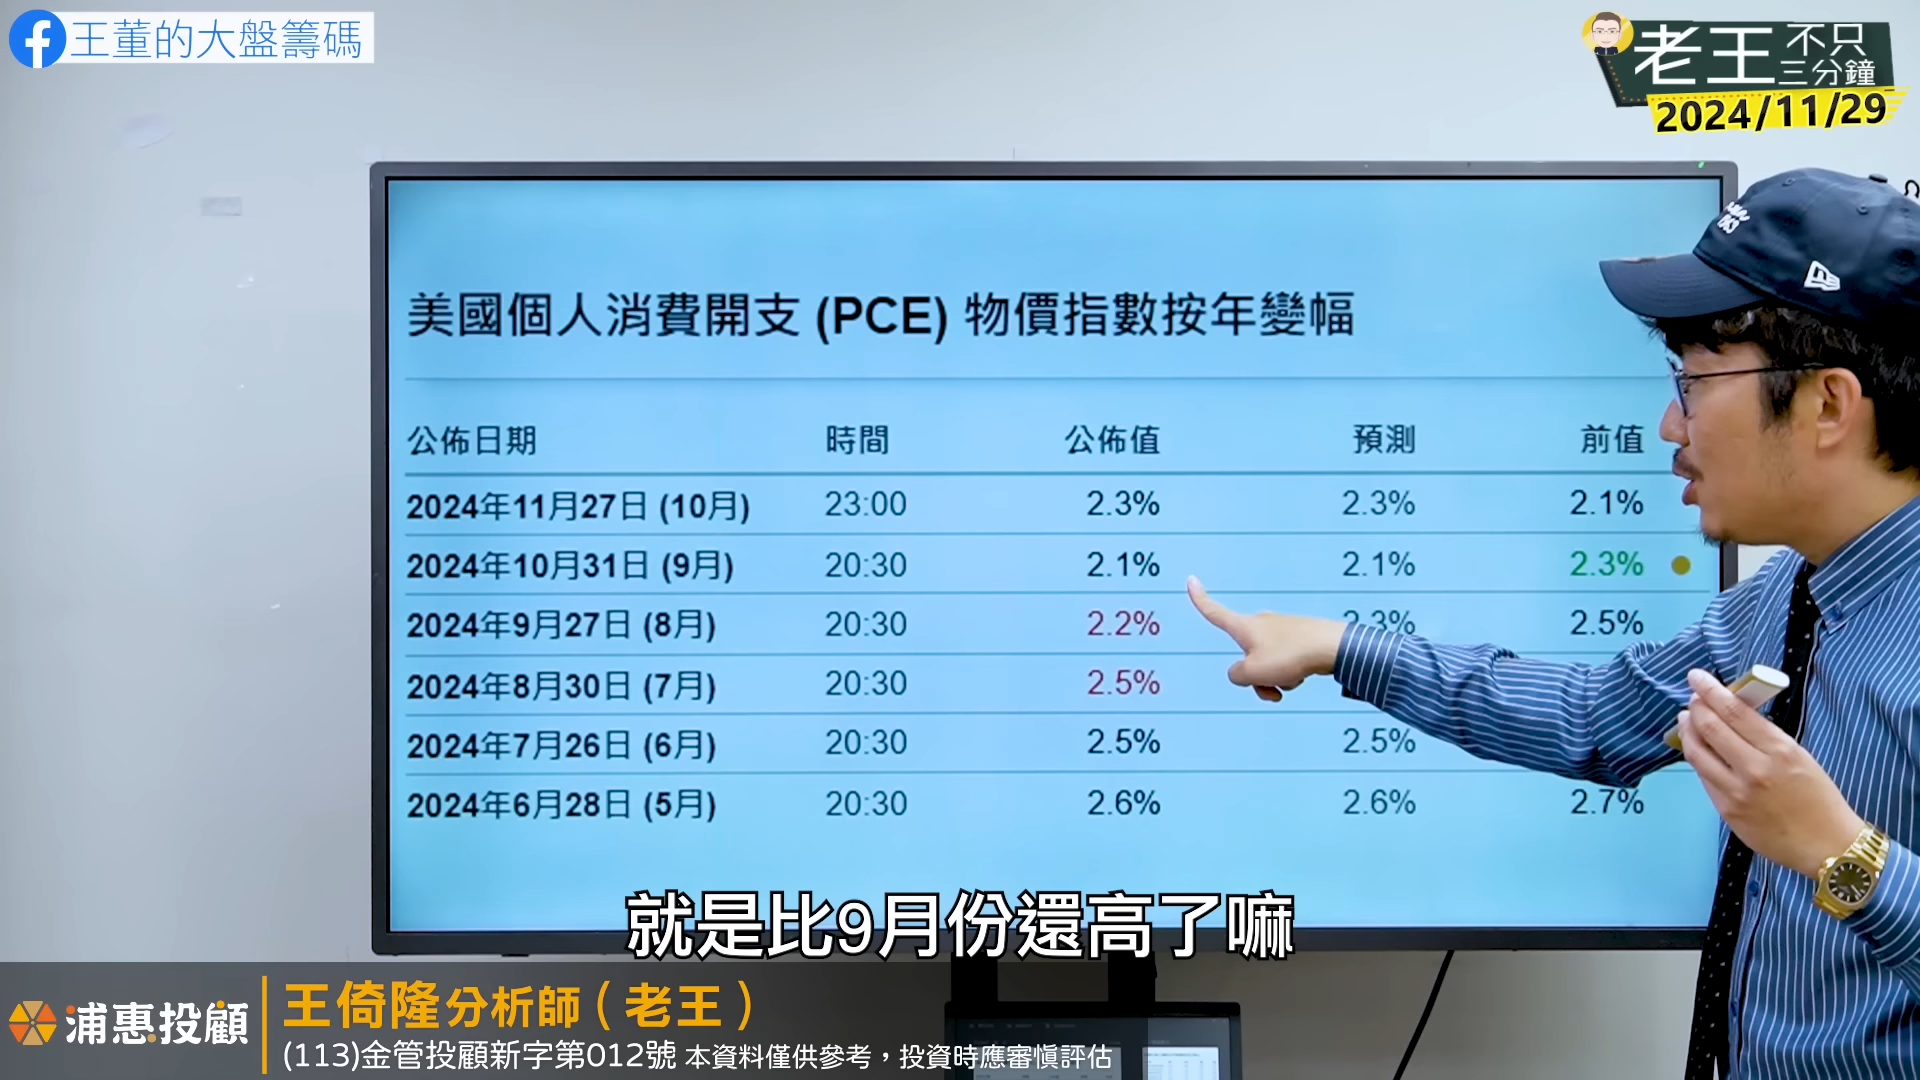 王董的大盤籌碼
老王不只三分鐘
2024/11/29
美國個人消費開支 (PCE) 物價指數按年變幅
公佈日期 時間 公佈值 預測 前值
2024年11月27日 (10月) 23:00 2.3% 2.3% 2.1%
2024年10月31日 (9月) 20:30 2.1% 2.1% 2.3%
2024年9月27日 (8月) 20:30 2.2% 2.3% 2.5%
2024年8月30日 (7月) 20:30 2.5%
2024年7月26日 (6月) 20:30 2.5% 2.5%
2024年6月28日 (5月) 20:30 2.6% 2.6% 2.7%
就是比9月份還高了嘛
浦惠投顧
王倚隆分析師(老王)
(113)金管投顧新字第012號 本資料僅供參考，投資時應審慎評估